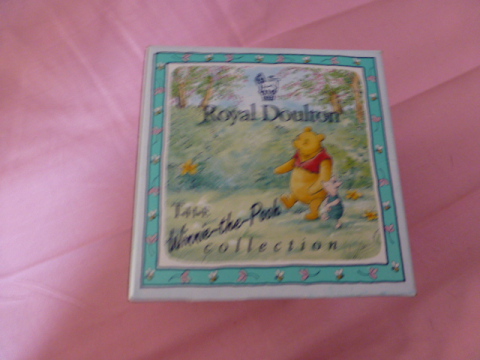 Royal Doulton
The
Winnie-the-Pooh
collection